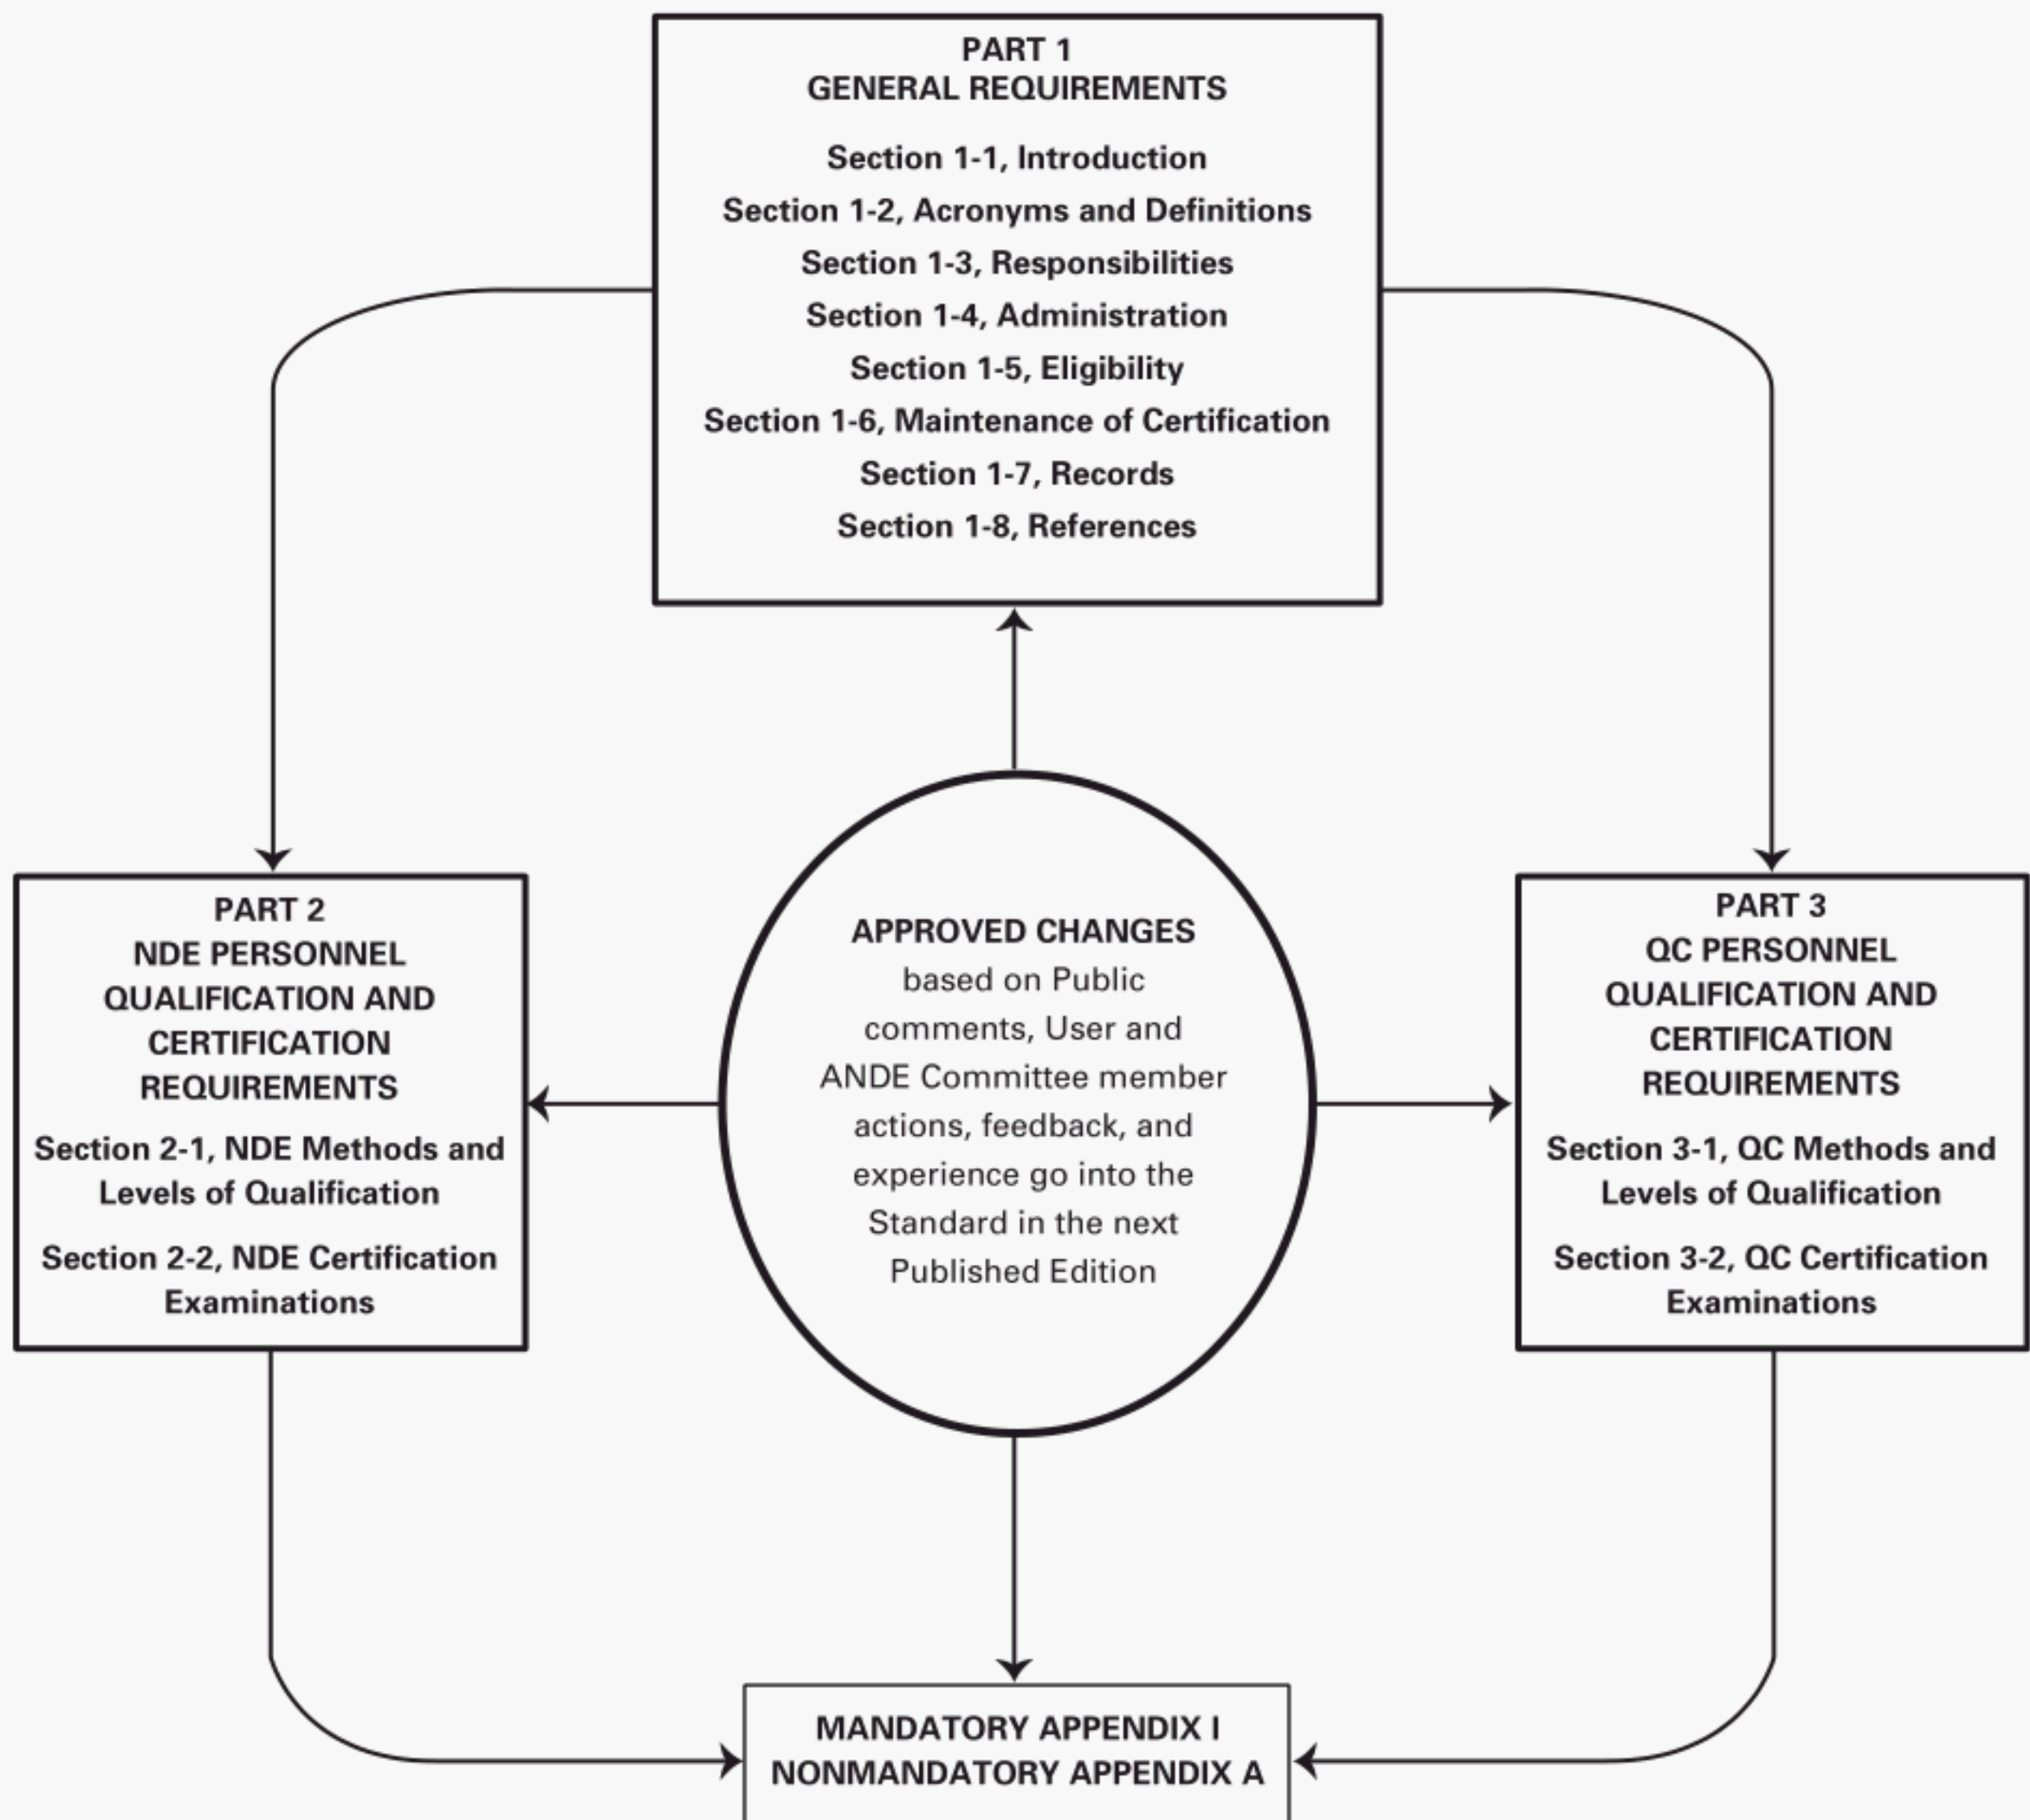 PART 1
GENERAL REQUIREMENTS
Section 1-1, Introduction
Section 1-2, Acronyms and Definitions
Section 1-3, Responsibilities
Section 1-4, Administration
Section 1-5, Eligibility
Section 1-6, Maintenance of Certification
Section 1-7, Records
Section 1-8, References
PART 2
NDE PERSONNEL
QUALIFICATION AND
CERTIFICATION
REQUIREMENTS
Section 2-1, NDE Methods and
Levels of Qualification
Section 2-2, NDE Certification
Examinations
APPROVED CHANGES
based on Public
comments, User and
ANDE Committee member
actions, feedback, and
experience go into the
Standard in the next
Published Edition
PART 3
QC PERSONNEL
QUALIFICATION AND
CERTIFICATION
REQUIREMENTS
Section 3-1, QC Methods and
Levels of Qualification
Section 3-2, QC Certification
Examinations
MANDATORY APPENDIX I
NONMANDATORY APPENDIX A